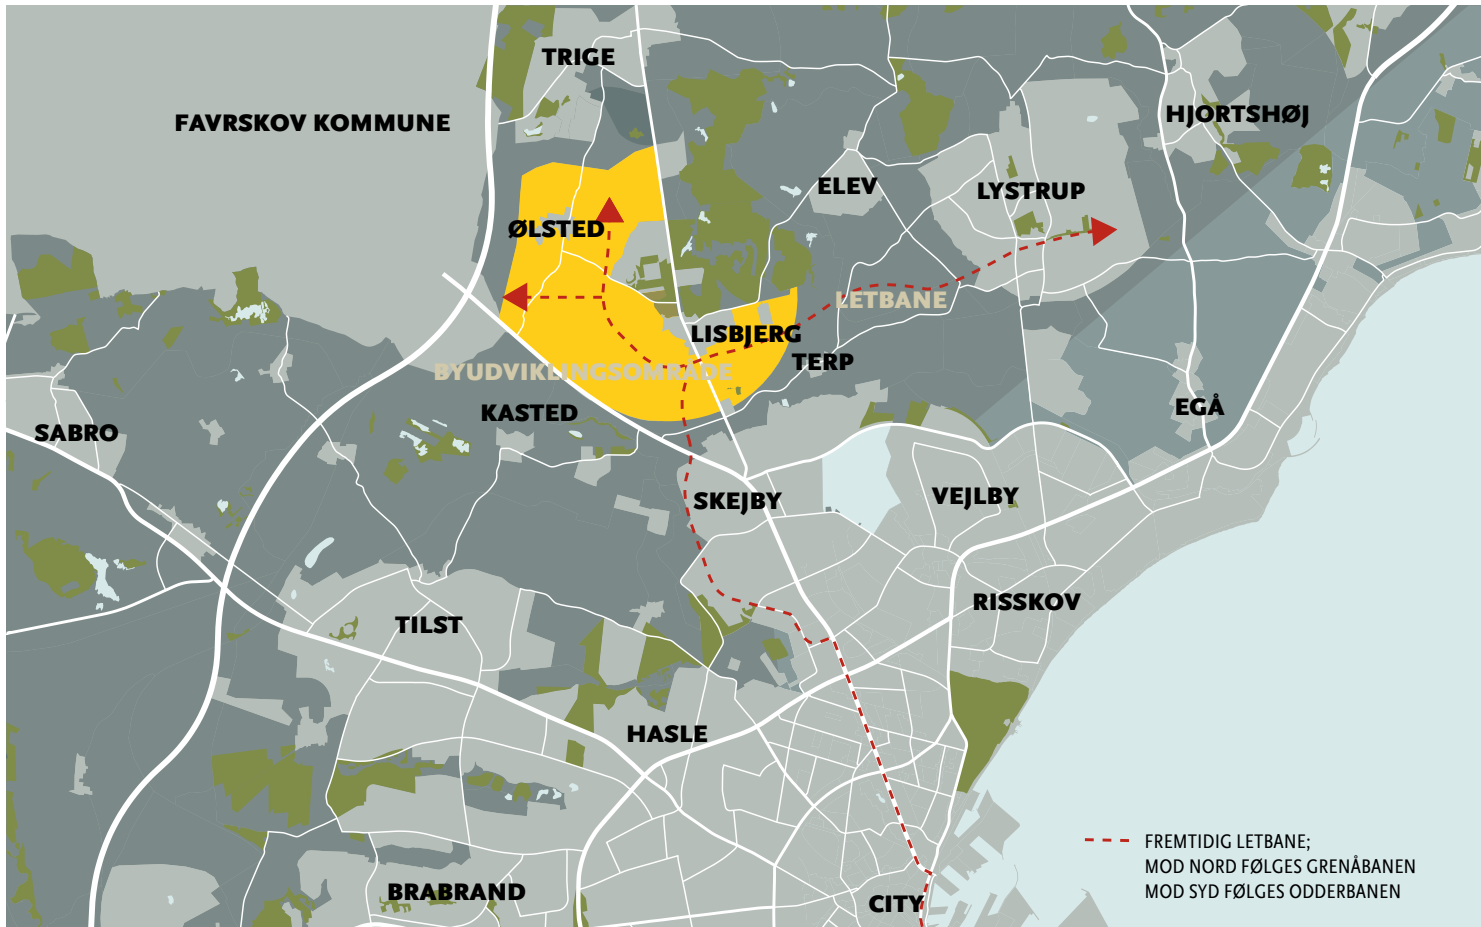 TRIGE
FAVRSKOV KOMMUNE
HJORTSHØJ
ELEV
LYSTRUP
ØLSTED
LETBANE
LISBJERG
TERP
BYUDVIKLINGSOMRÅDE
KASTED
EGÅ
SABRO
SKEJBY
VEJLBY
RISSKOV
TILST
HASLE
BRABRAND
CITY
FREMTIDIG LETBANE;
MOD NORD FØLGES GRENÅBANEN
MOD SYD FØLGES ODDERBANEN